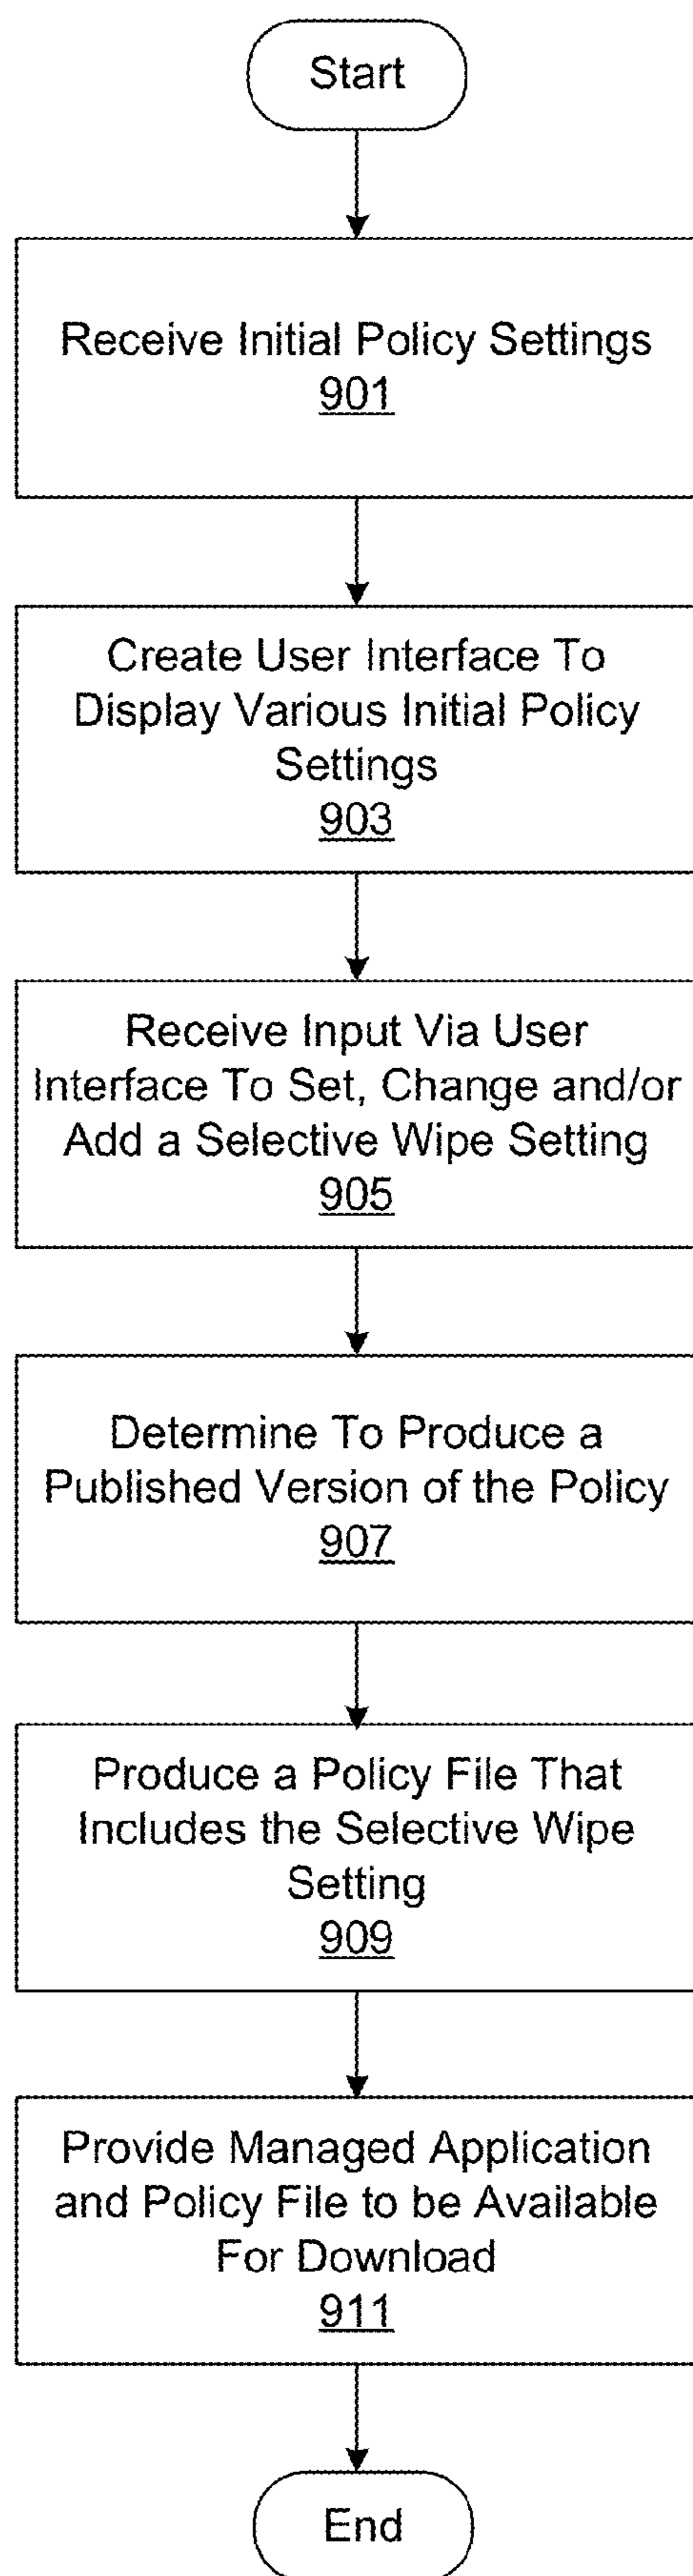 Start
Receive Initial Policy Settings
901
Create User Interface To
Display Various Initial Policy
Settings
903
Receive Input Via User
Interface To Set, Change and/or
Add a Selective Wipe Setting
905
Determine To Produce a
Published Version of the Policy
907
Produce a Policy File That
Includes the Selective Wipe
Setting
909
Provide Managed Application
and Policy File to be Available
For Download
911
End